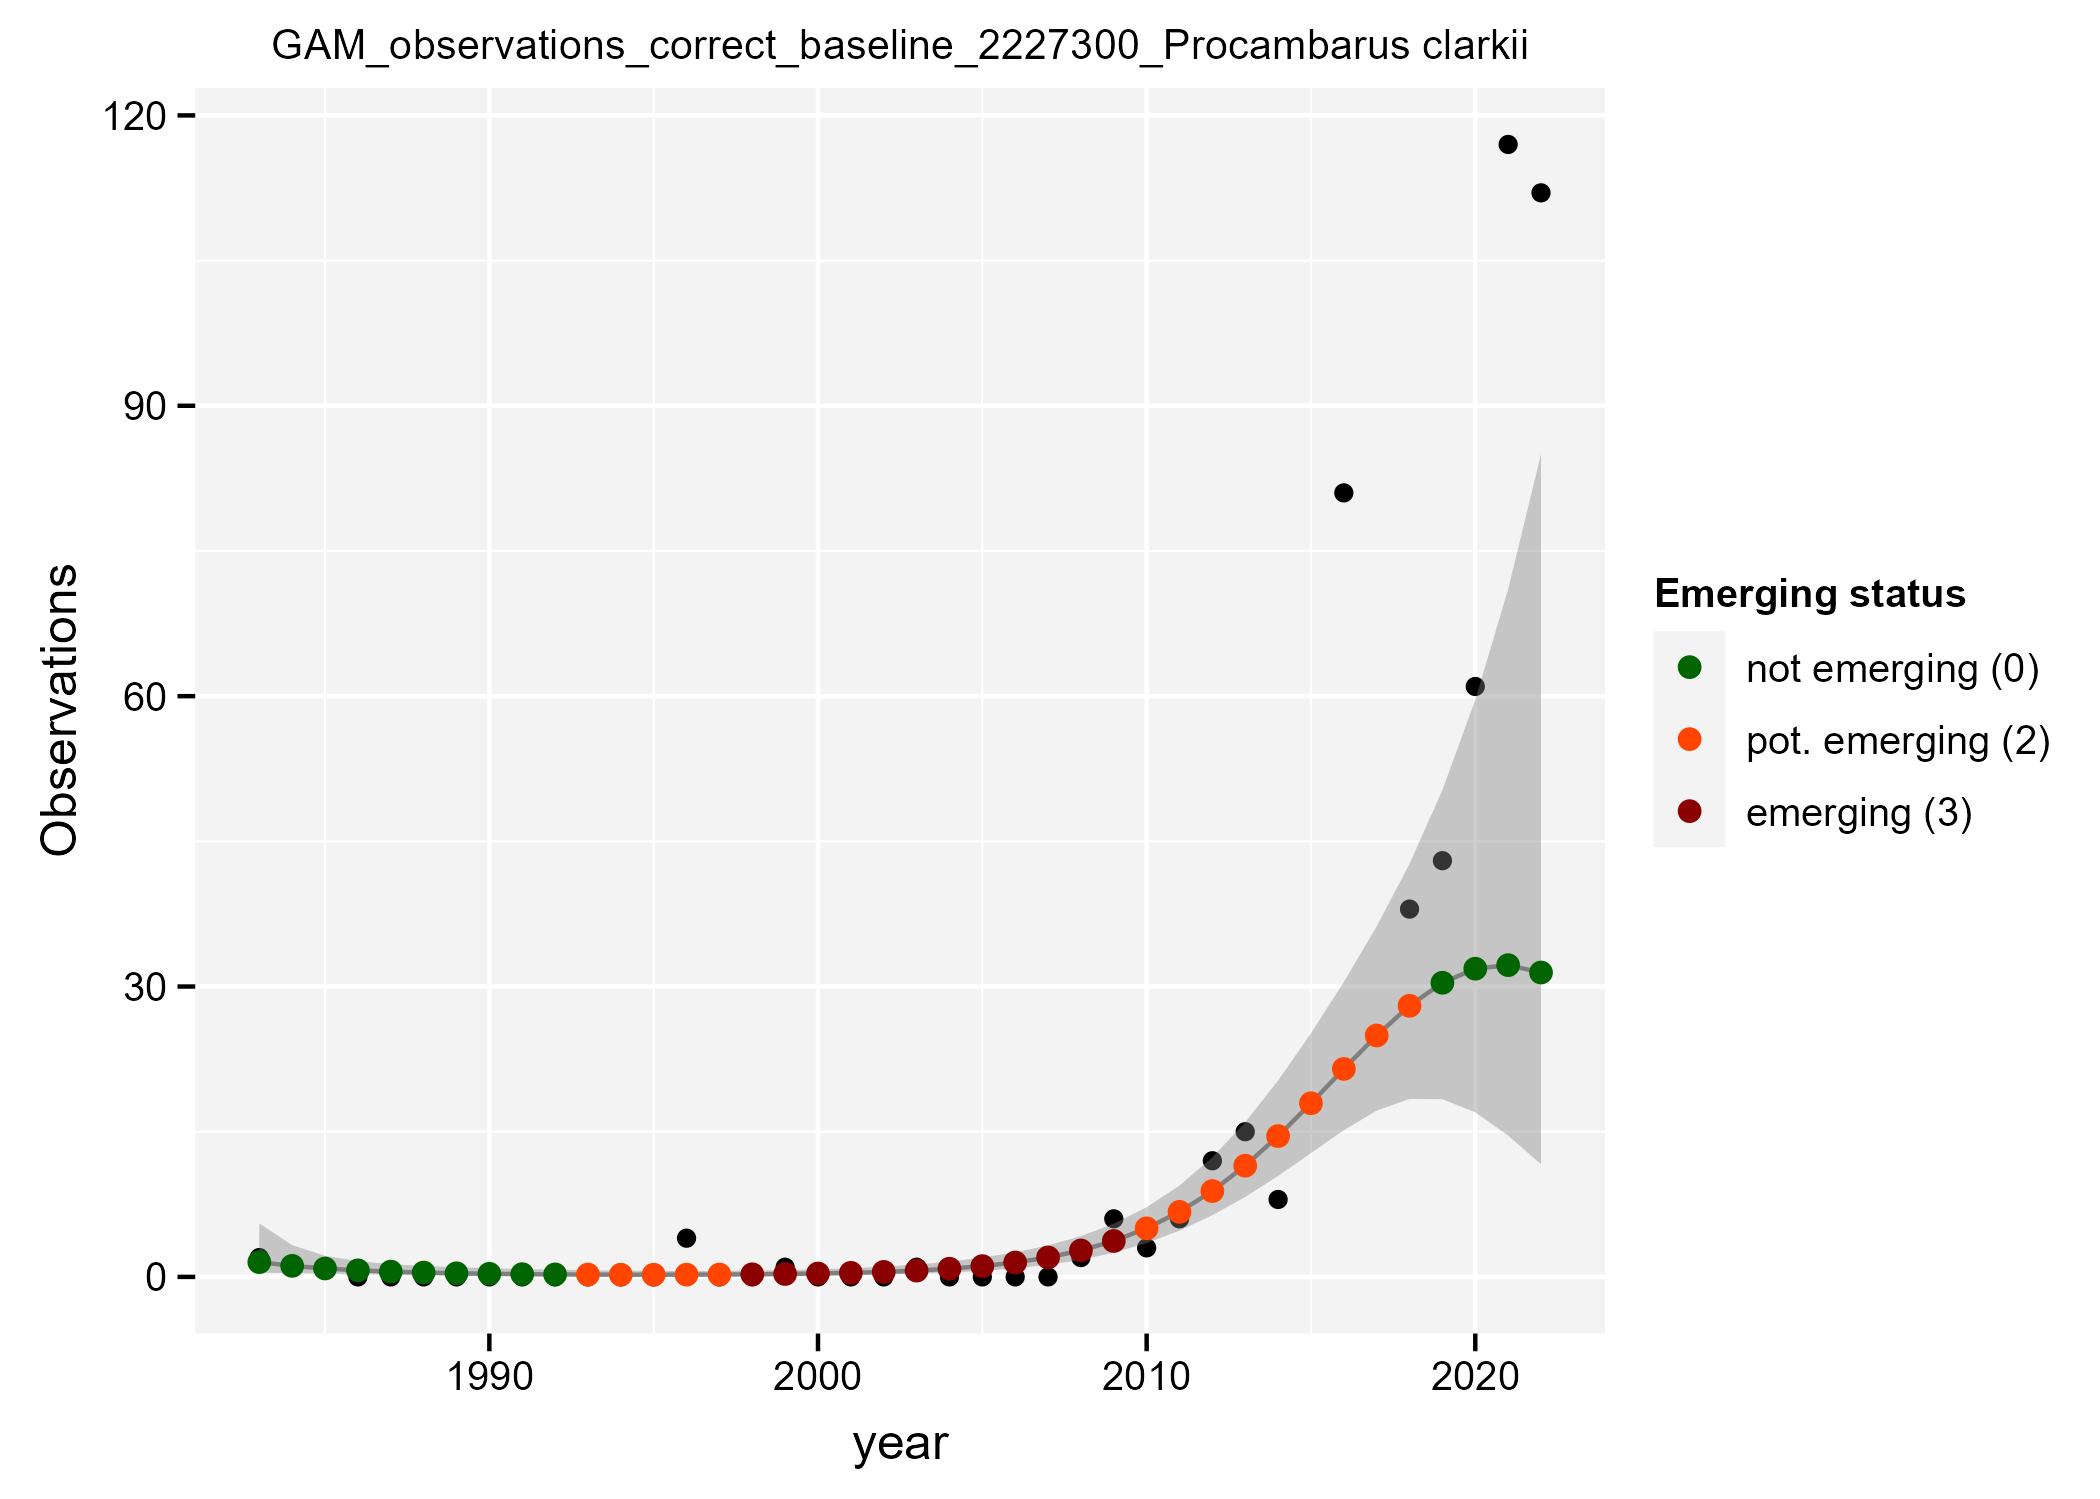 GAM_observations_correct_baseline_2227300_Procambarus clarkii
120
90
60
30
0
Observations
1990
2000
2010
2020
year
Emerging status
not emerging (0)
pot. emerging (2)
emerging (3)